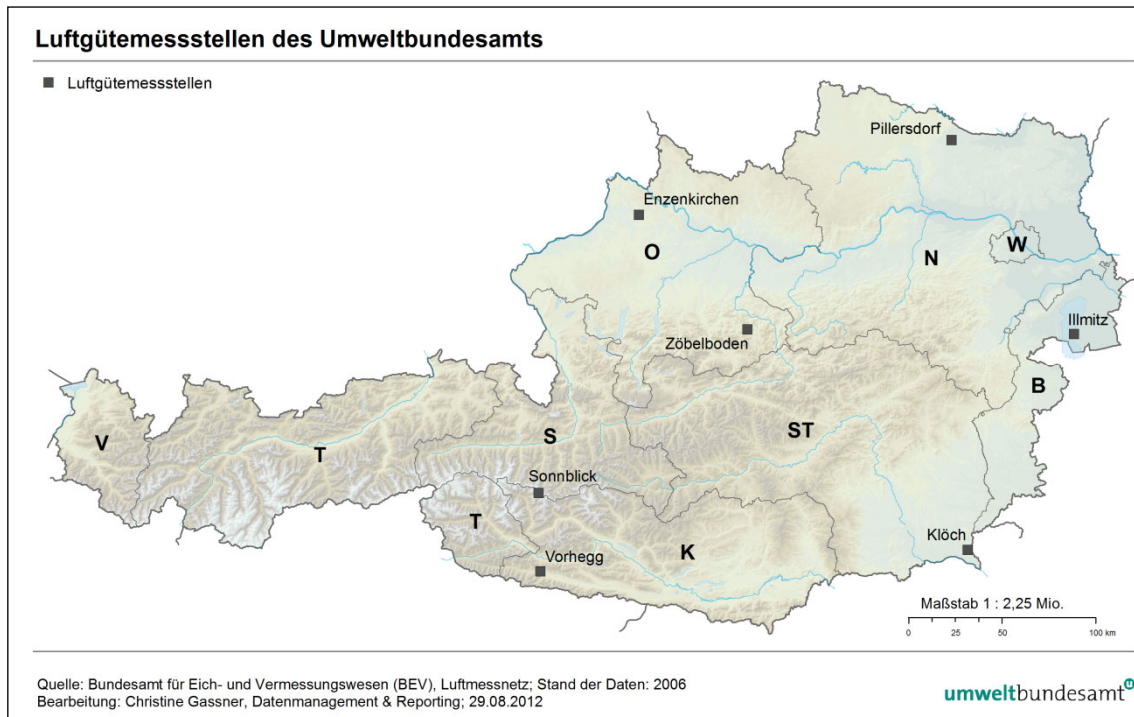 Luftgütemessstellen des Umweltbundesamts
Luftgütemessstellen
Pillersdorf
Enzenkirchen
W
O
N
Illmitz
Zöbelboden
B
V
T
S
ST
Sonnblick
T
Klöch
K
Vorhegg
Maßstab 1 : 2,25 Mio.
0 25 50 100 km
Quelle: Bundesamt für Eich- und Vermessungswesen (BEV), Luftmessnetz; Stand der Daten: 2006
Bearbeitung: Christine Gassner, Datenmanagement & Reporting; 29.08.2012
umweltbundesamt u